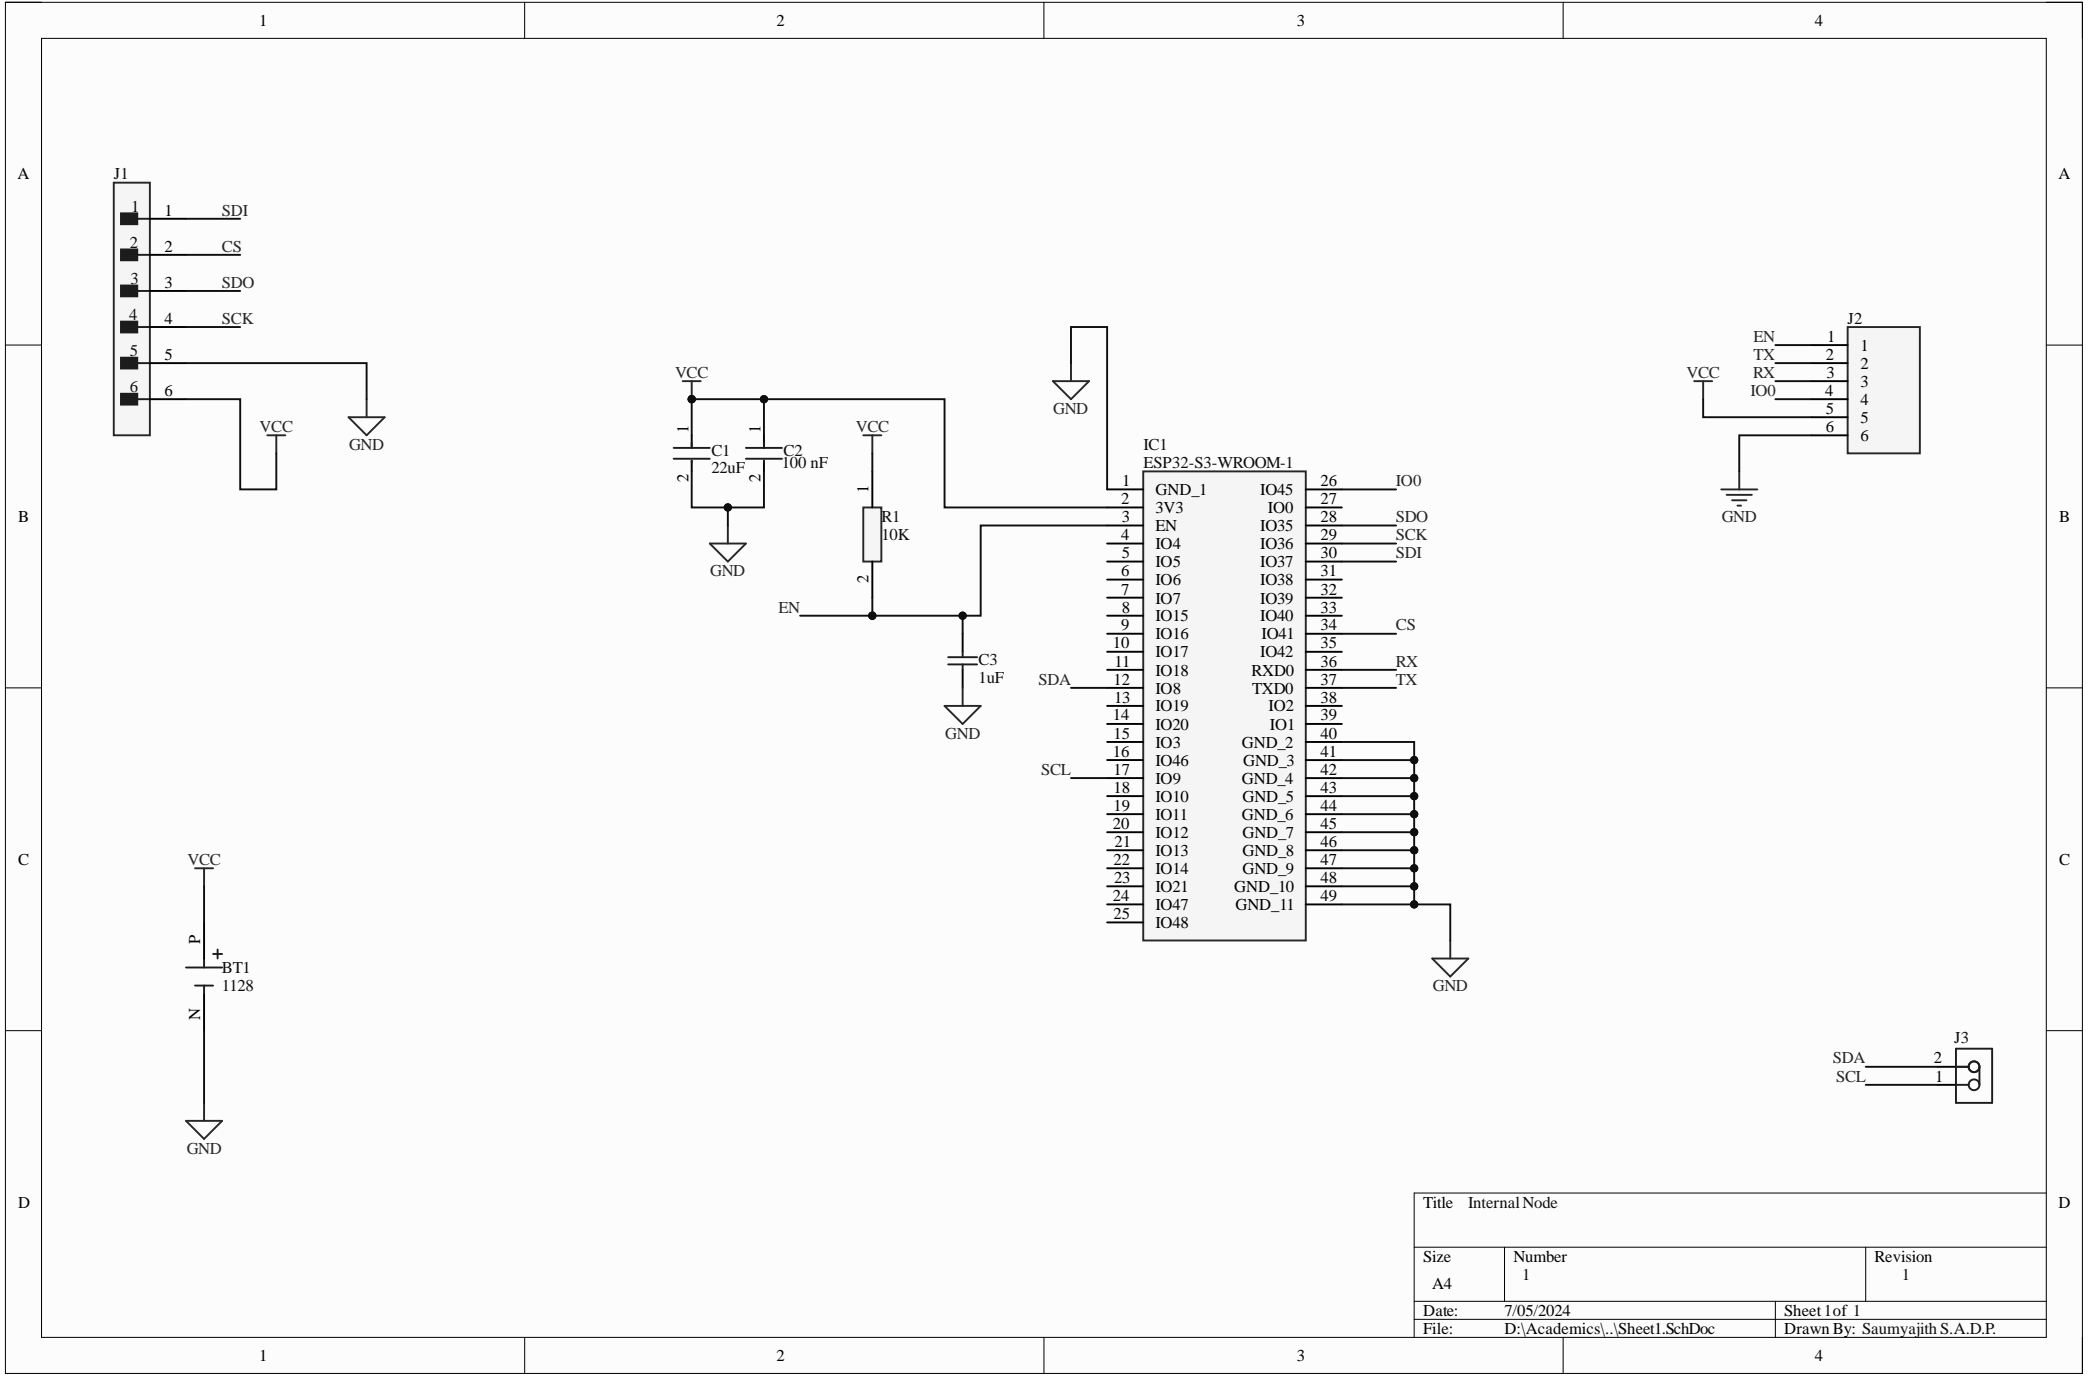 1 2 3 4
A A
B B
C C
D D
J1
1 1 SDI
2 2 CS
3 3 SDO
4 4 SCK
5 5
6 6
VCC
GND
VCC
1 C1
22uF
2
1 C2
100 nF
2
GND
VCC
1
R1
10K
2
EN
C3
1uF
GND
GND
IC1
ESP32-S3-WROOM-1
1 GND_1 IO45 26 IO0
2 3V3 IO0 27
3 EN IO35 28 SDO
4 IO4 IO36 29 SCK
5 IO5 IO37 30 SDI
6 IO6 IO38 31
7 IO7 IO39 32
8 IO15 IO40 33
9 IO16 IO41 34 CS
10 IO17 IO42 35
11 IO18 RXD0 36 RX
SDA 12 IO8 TXD0 37 TX
13 IO19 IO2 38
14 IO20 IO1 39
15 IO3 GND_2 40
16 IO46 GND_3 41
SCL 17 IO9 GND_4 42
18 IO10 GND_5 43
19 IO11 GND_6 44
20 IO12 GND_7 45
21 IO13 GND_8 46
22 IO14 GND_9 47
23 IO21 GND_10 48
24 IO47 GND_11 49
25 IO48
GND
J2
EN 1 1
TX 2 2
RX 3 3
IO0 4 4
VCC 5 5
6 6
GND
VCC
P
+
BT1
1128
N
GND
J3
SDA 2
SCL 1
Title Internal Node
Size Number Revision
A4 1 1
Date: 7/05/2024 Sheet 1 of 1
File: D:\Academics\..\Sheet1.SchDoc Drawn By: Saumyajith S.A.D.P.
1 2 3 4